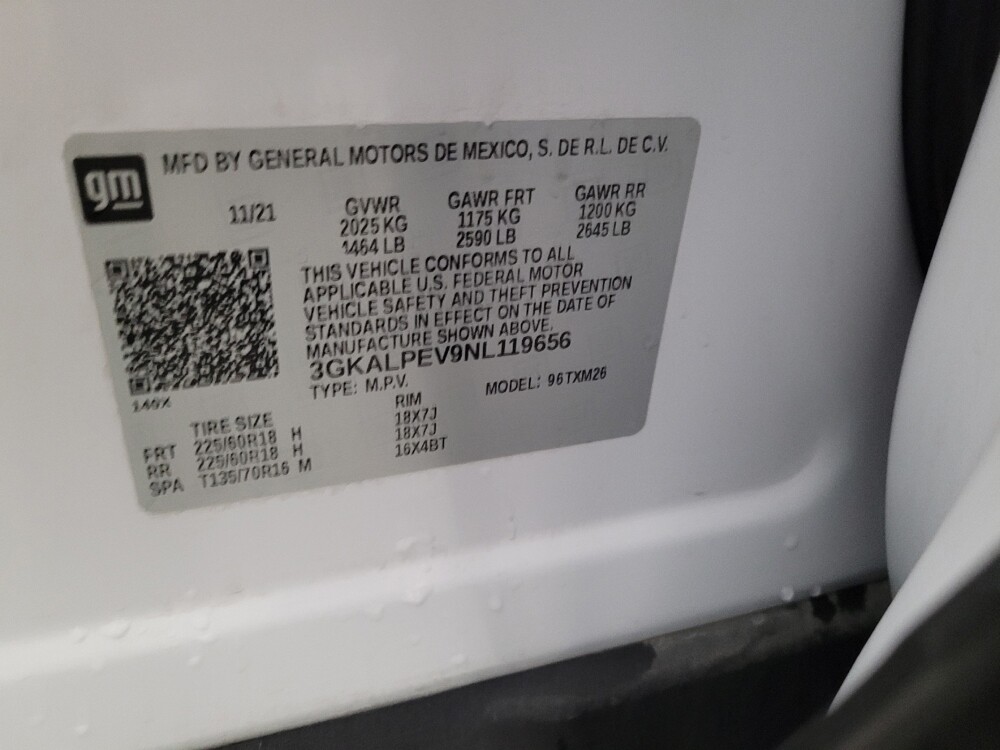 gm
MFD BY GENERAL MOTORS DE MEXICO, S. DE R.L. DE C.V.
11/21 GVWR GAWR FRT GAWR RR
2025 KG 1175 KG 1200 KG
1464 LB 2590 LB 2645 LB
THIS VEHICLE CONFORMS TO ALL
APPLICABLE U.S. FEDERAL MOTOR
VEHICLE SAFETY AND THEFT PREVENTION
STANDARDS IN EFFECT ON THE DATE OF
MANUFACTURE SHOWN ABOVE.
3GKALPEV9NL119656
TYPE: M.P.V. MODEL: 96TXM26
140X
TIRE SIZE RIM
FRT 225/60R18 H 18X7J
RR 225/60R18 H 18X7J
SPA T135/70R16 M 16X4BT